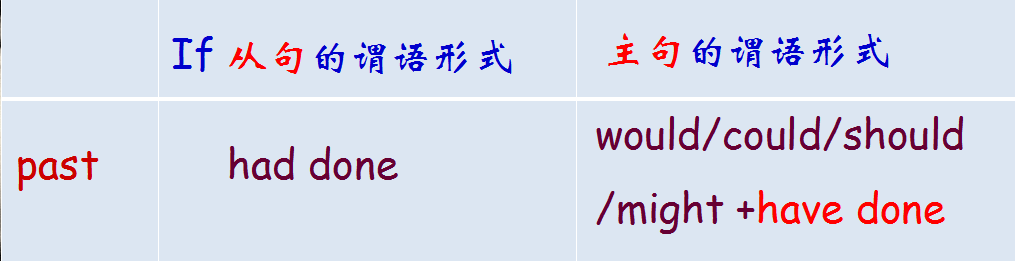 If 从句的谓语形式
主句的谓语形式
past
had done
would/could/should
/might +have done